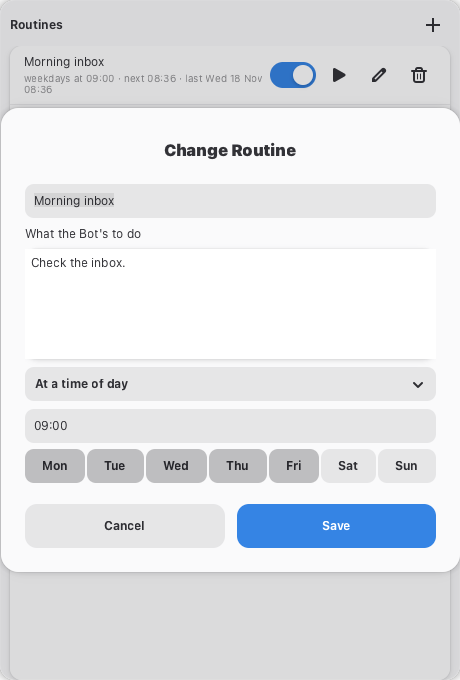 Routines
Morning inbox
weekdays at 09:00 · next 08:36 · last Wed 18 Nov
08:36
Change Routine
Morning inbox
What the Bot's to do
Check the inbox.
At a time of day
09:00
Mon Tue Wed Thu Fri Sat Sun
Cancel Save